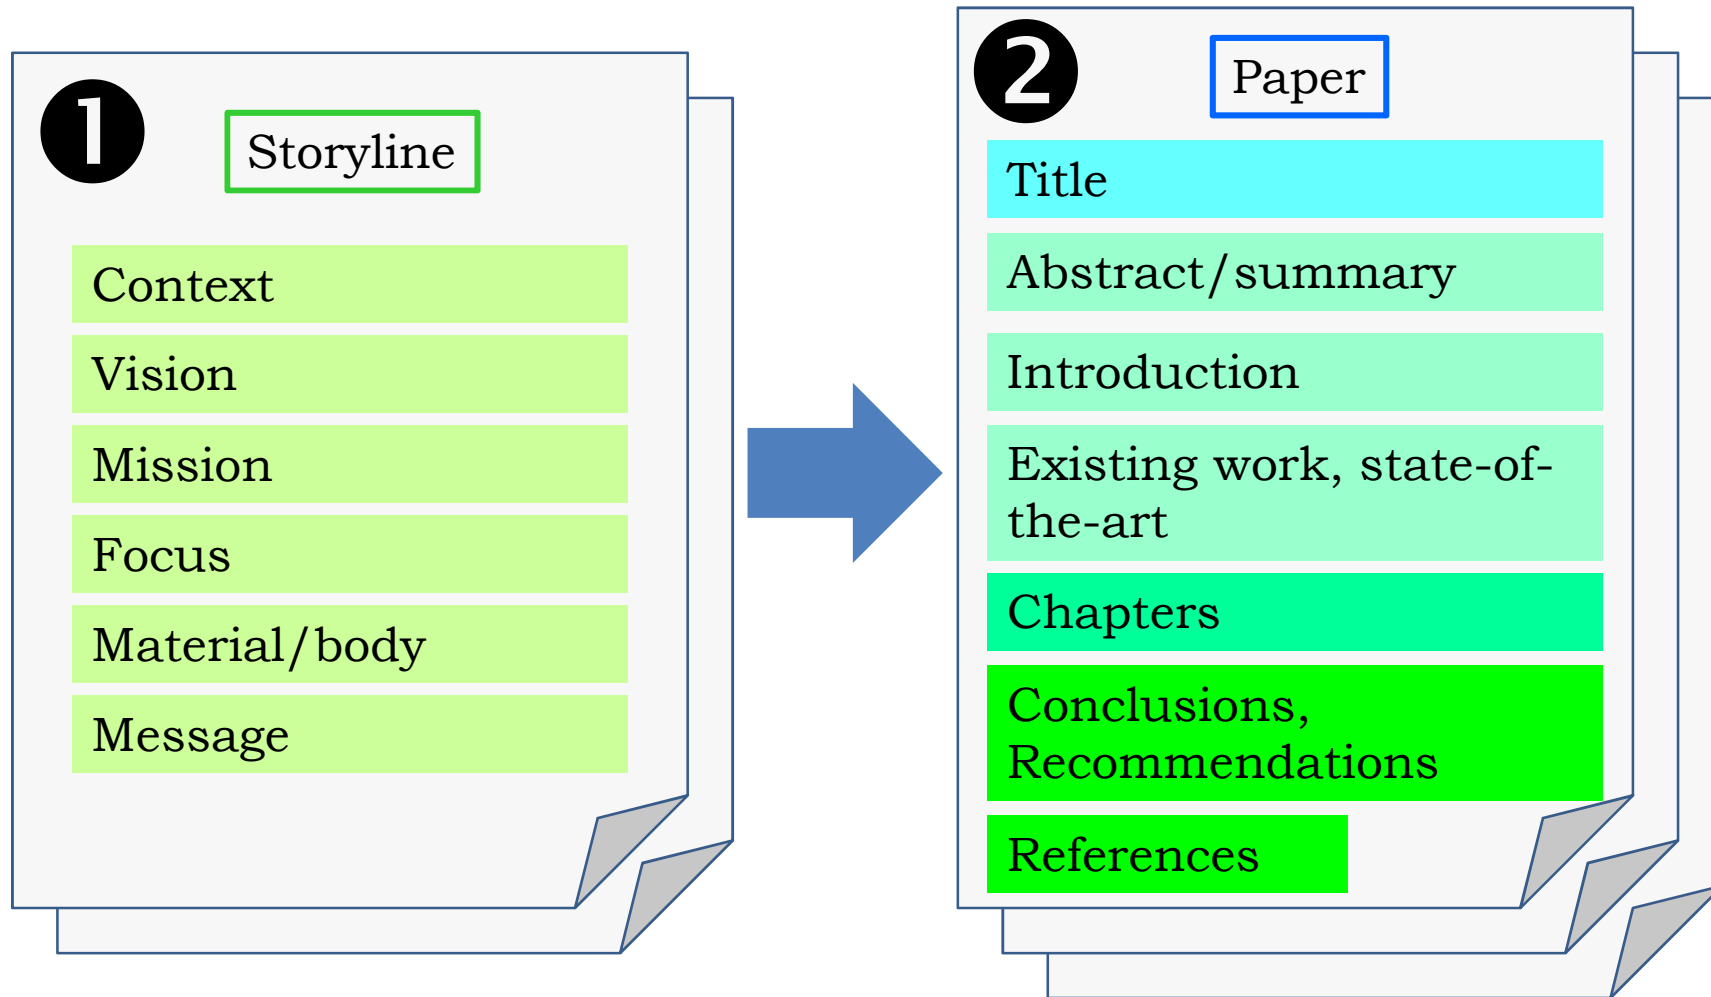 1
Storyline
Context
Vision
Mission
Focus
Material/body
Message
2
Paper
Title
Abstract/summary
Introduction
Existing work, state-of-
the-art
Chapters
Conclusions,
Recommendations
References